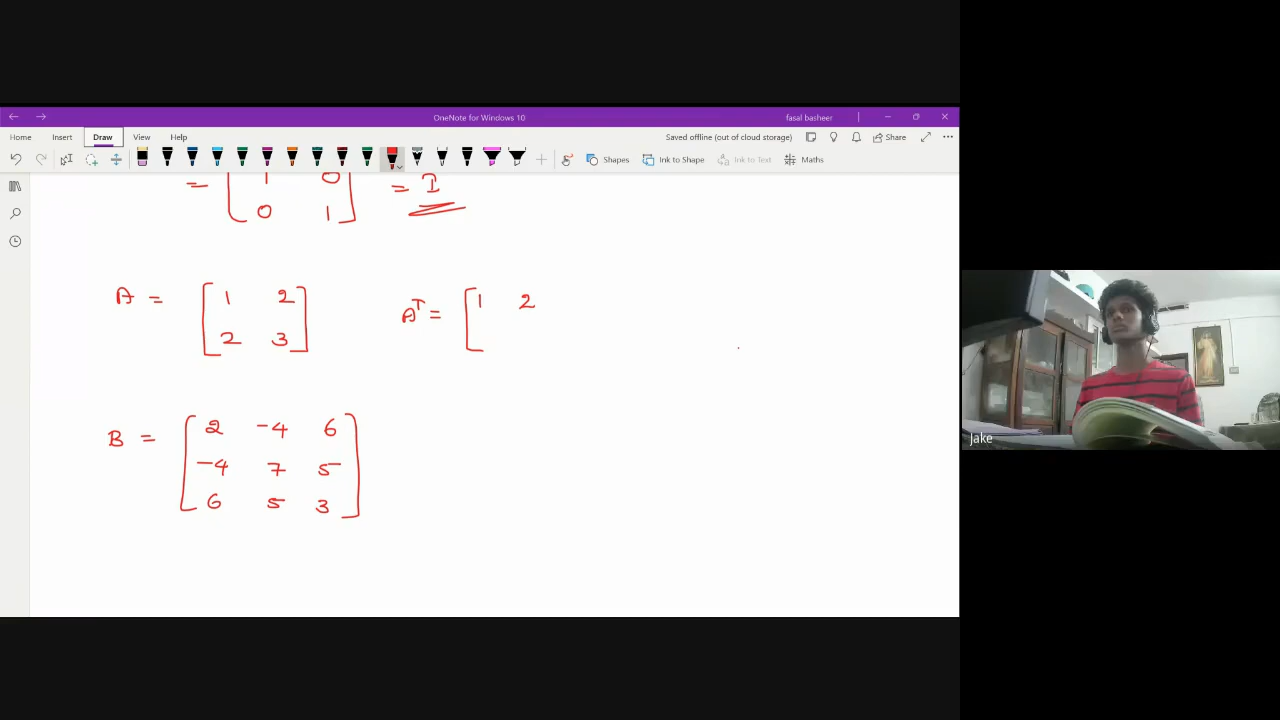 OneNote for Windows 10
fasal basheer
Home Insert Draw View Help
Saved offline (out of cloud storage)
Share
Shapes
Ink to Shape
Ink to Text
Maths
= [ 1 0 ] = I
0 1
A = [ 1 2
2 3 ]
Aᵀ = [ 1 2
B = [ 2 -4 6
-4 7 5
6 5 3 ]
Jake